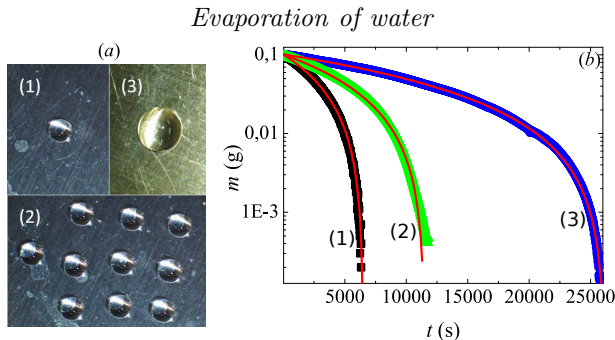 Evaporation of water
(a)
(1)
(3)
(2)
(b)
0,1
0,01
1E-3
m (g)
(1)
(2)
(3)
5000
10000
15000
20000
25000
t (s)